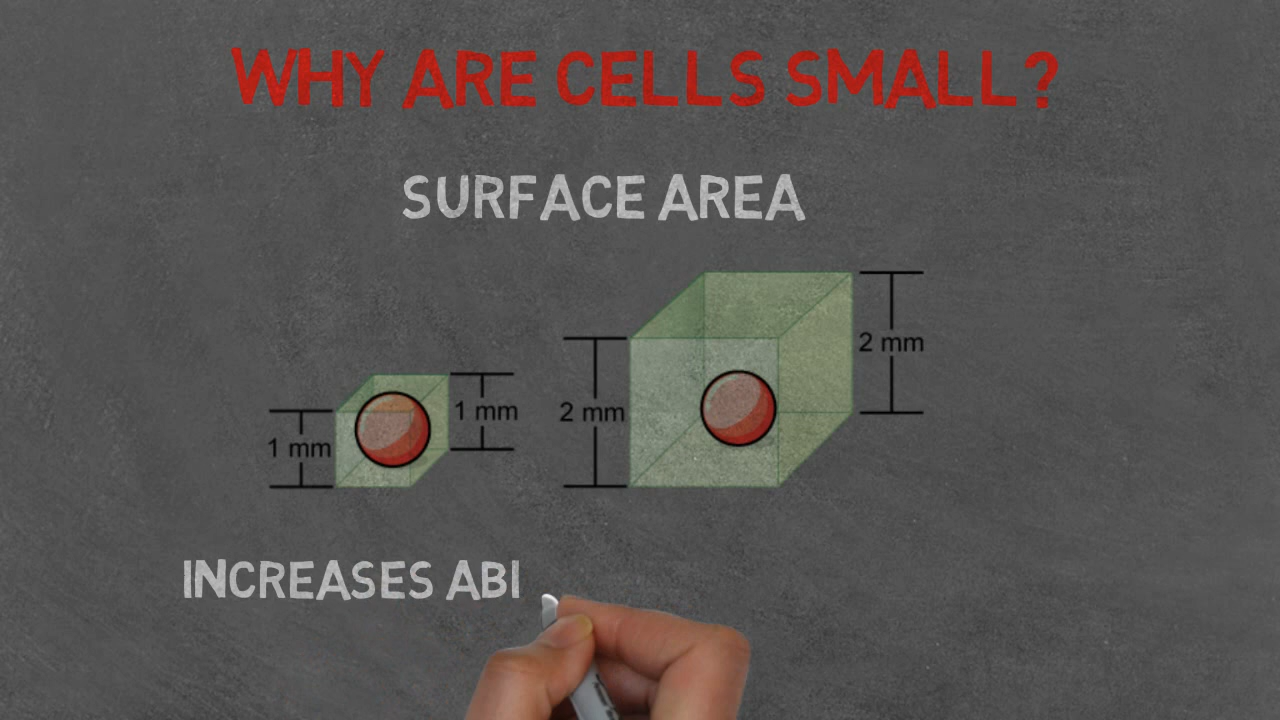 WHY ARE CELLS SMALL?
SURFACE AREA
2 mm
1 mm
2 mm
1 mm
INCREASES ABI